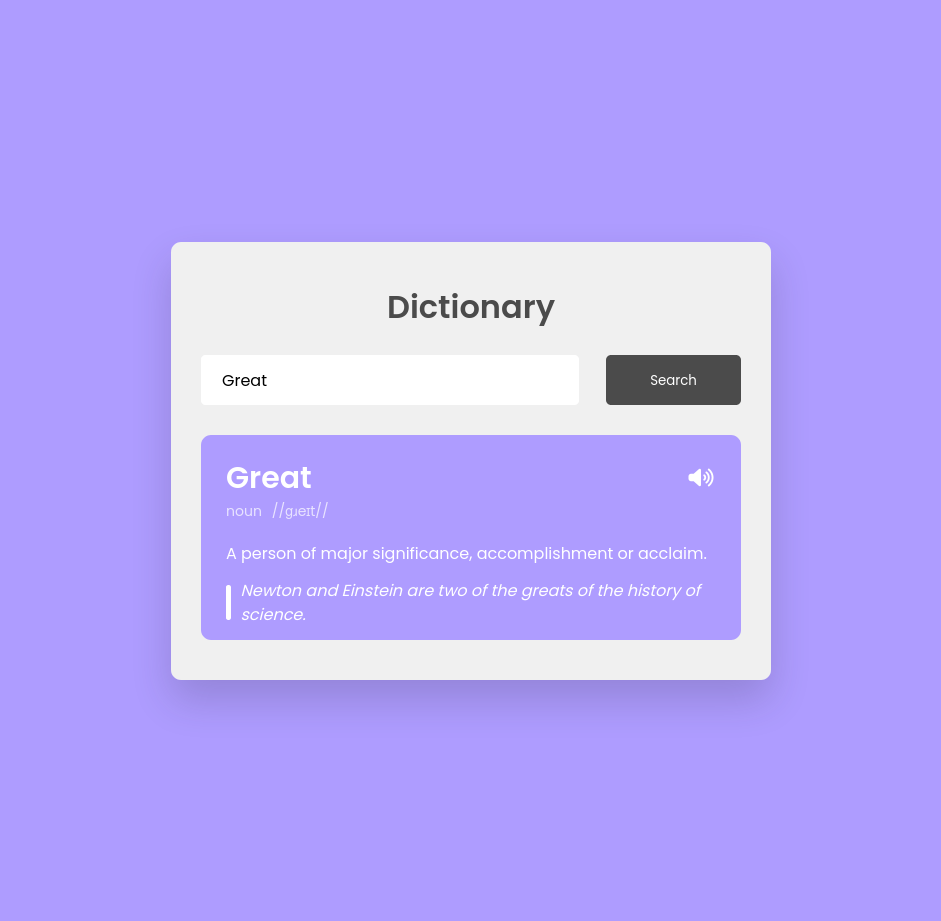 Dictionary
Great
Search
Great
noun //ɡɹeɪt//
A person of major significance, accomplishment or acclaim.
Newton and Einstein are two of the greats of the history of
science.